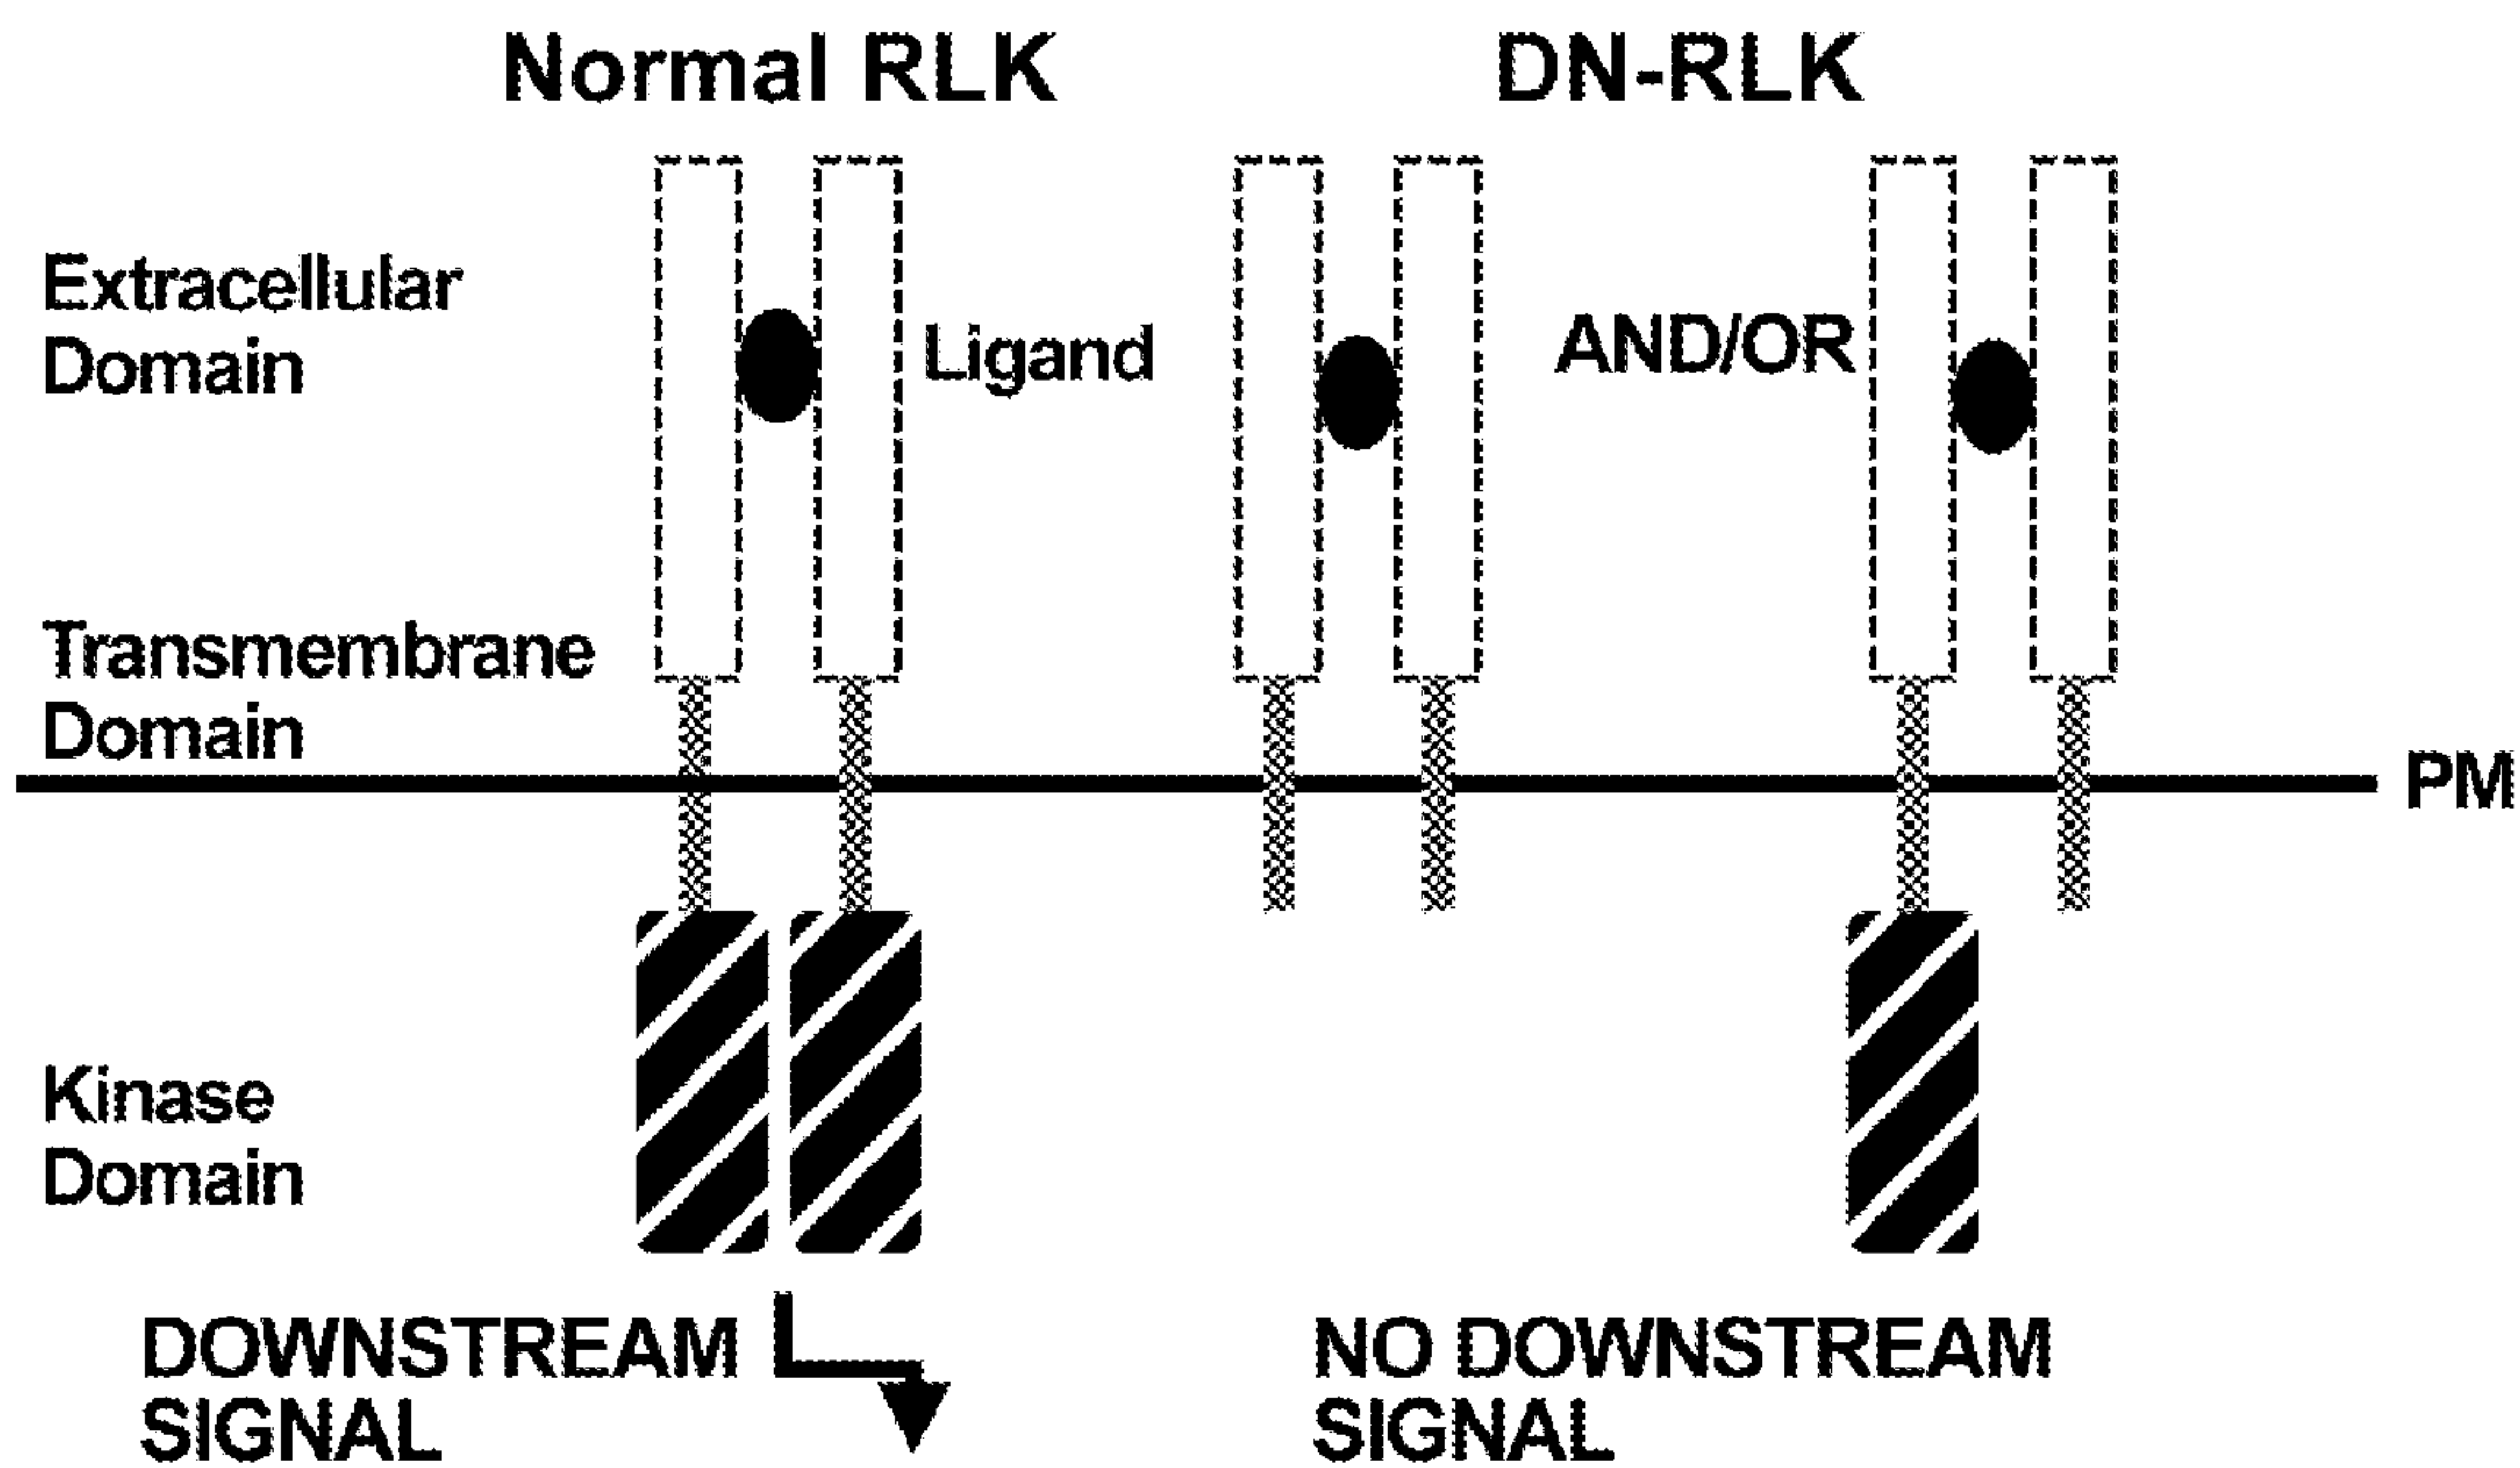 Normal RLK
DN-RLK
Extracellular
Domain
Ligand
AND/OR
Transmembrane
Domain
PM
Kinase
Domain
DOWNSTREAM
SIGNAL
NO DOWNSTREAM
SIGNAL